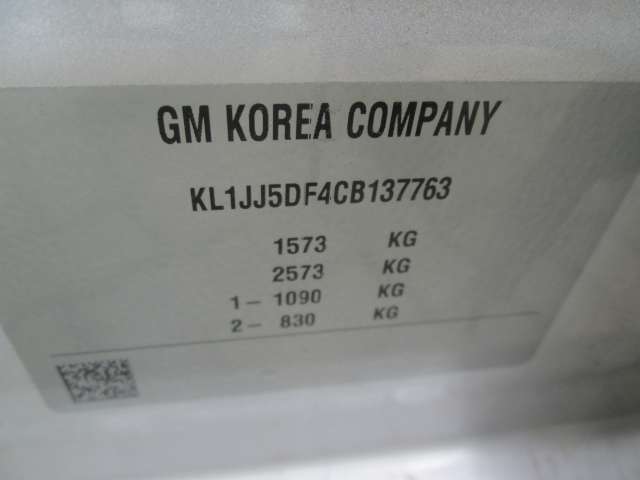 GM KOREA COMPANY
KL1JJ5DF4CB137763
1573 KG
2573 KG
1- 1090 KG
2- 830 KG